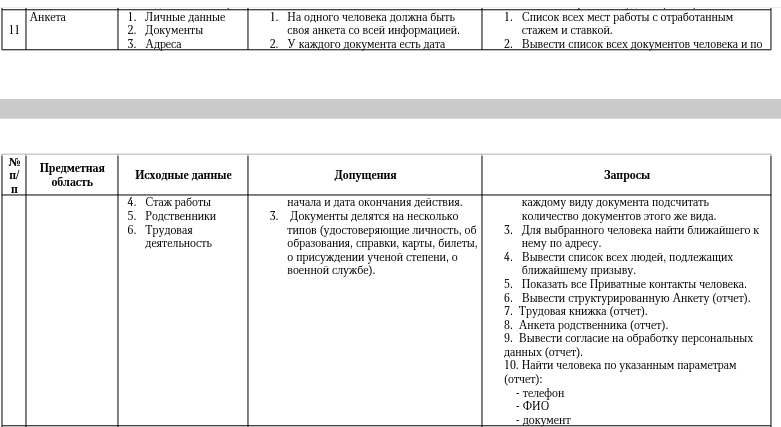 11
Анкета
1. Личные данные
2. Документы
3. Адреса
1. На одного человека должна быть
своя анкета со всей информацией.
2. У каждого документа есть дата
1. Список всех мест работы с отработанным
стажем и ставкой.
2. Вывести список всех документов человека и по
№
п/
п
Предметная
область
Исходные данные
Допущения
Запросы
4. Стаж работы
5. Родственники
6. Трудовая
деятельность
начала и дата окончания действия.
3. Документы делятся на несколько
типов (удостоверяющие личность, об
образования, справки, карты, билеты,
о присуждении ученой степени, о
военной службе).
каждому виду документа подсчитать
количество документов этого же вида.
3. Для выбранного человека найти ближайшего к
нему по адресу.
4. Вывести список всех людей, подлежащих
ближайшему призыву.
5. Показать все Приватные контакты человека.
6. Вывести структурированную Анкету (отчет).
7. Трудовая книжка (отчет).
8. Анкета родственника (отчет).
9. Вывести согласие на обработку персональных
данных (отчет).
10. Найти человека по указанным параметрам
(отчет):
- телефон
- ФИО
- документ